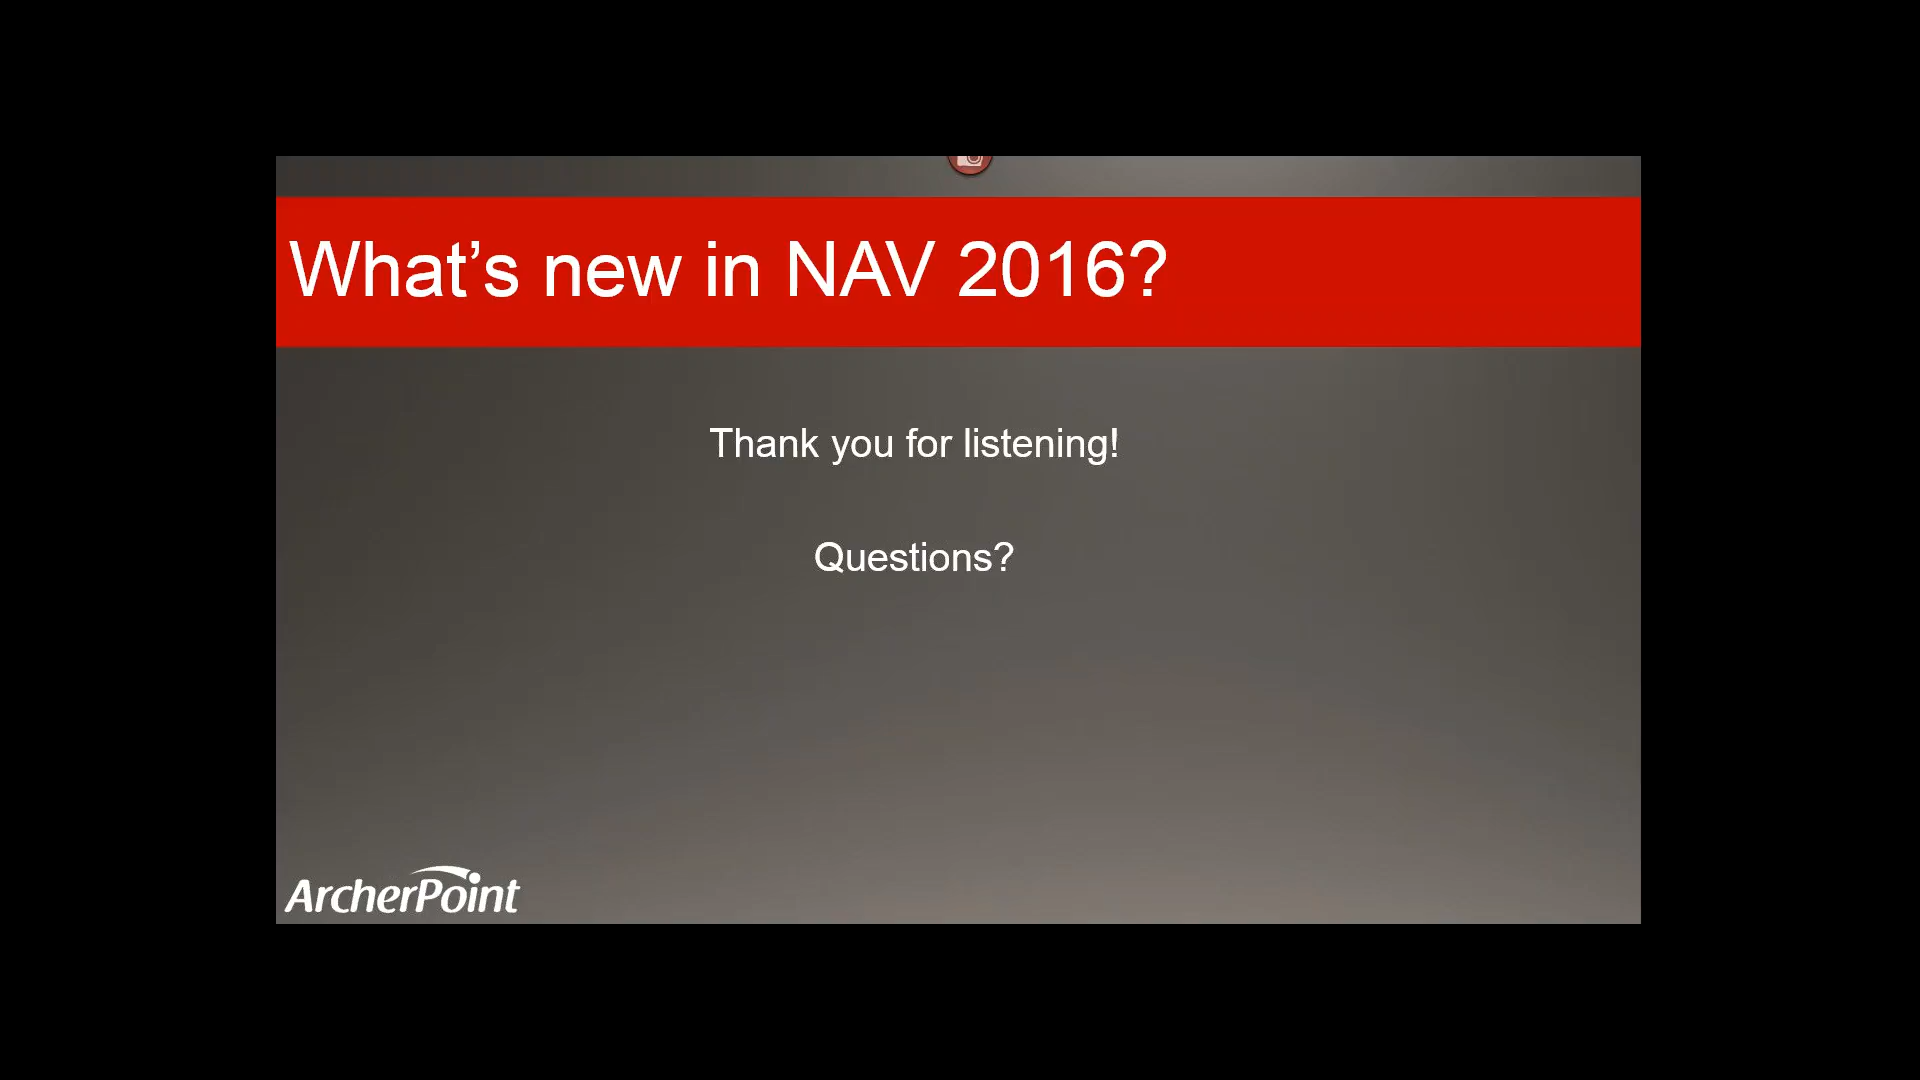 What’s new in NAV 2016?
Thank you for listening!
Questions?
ArcherPoint